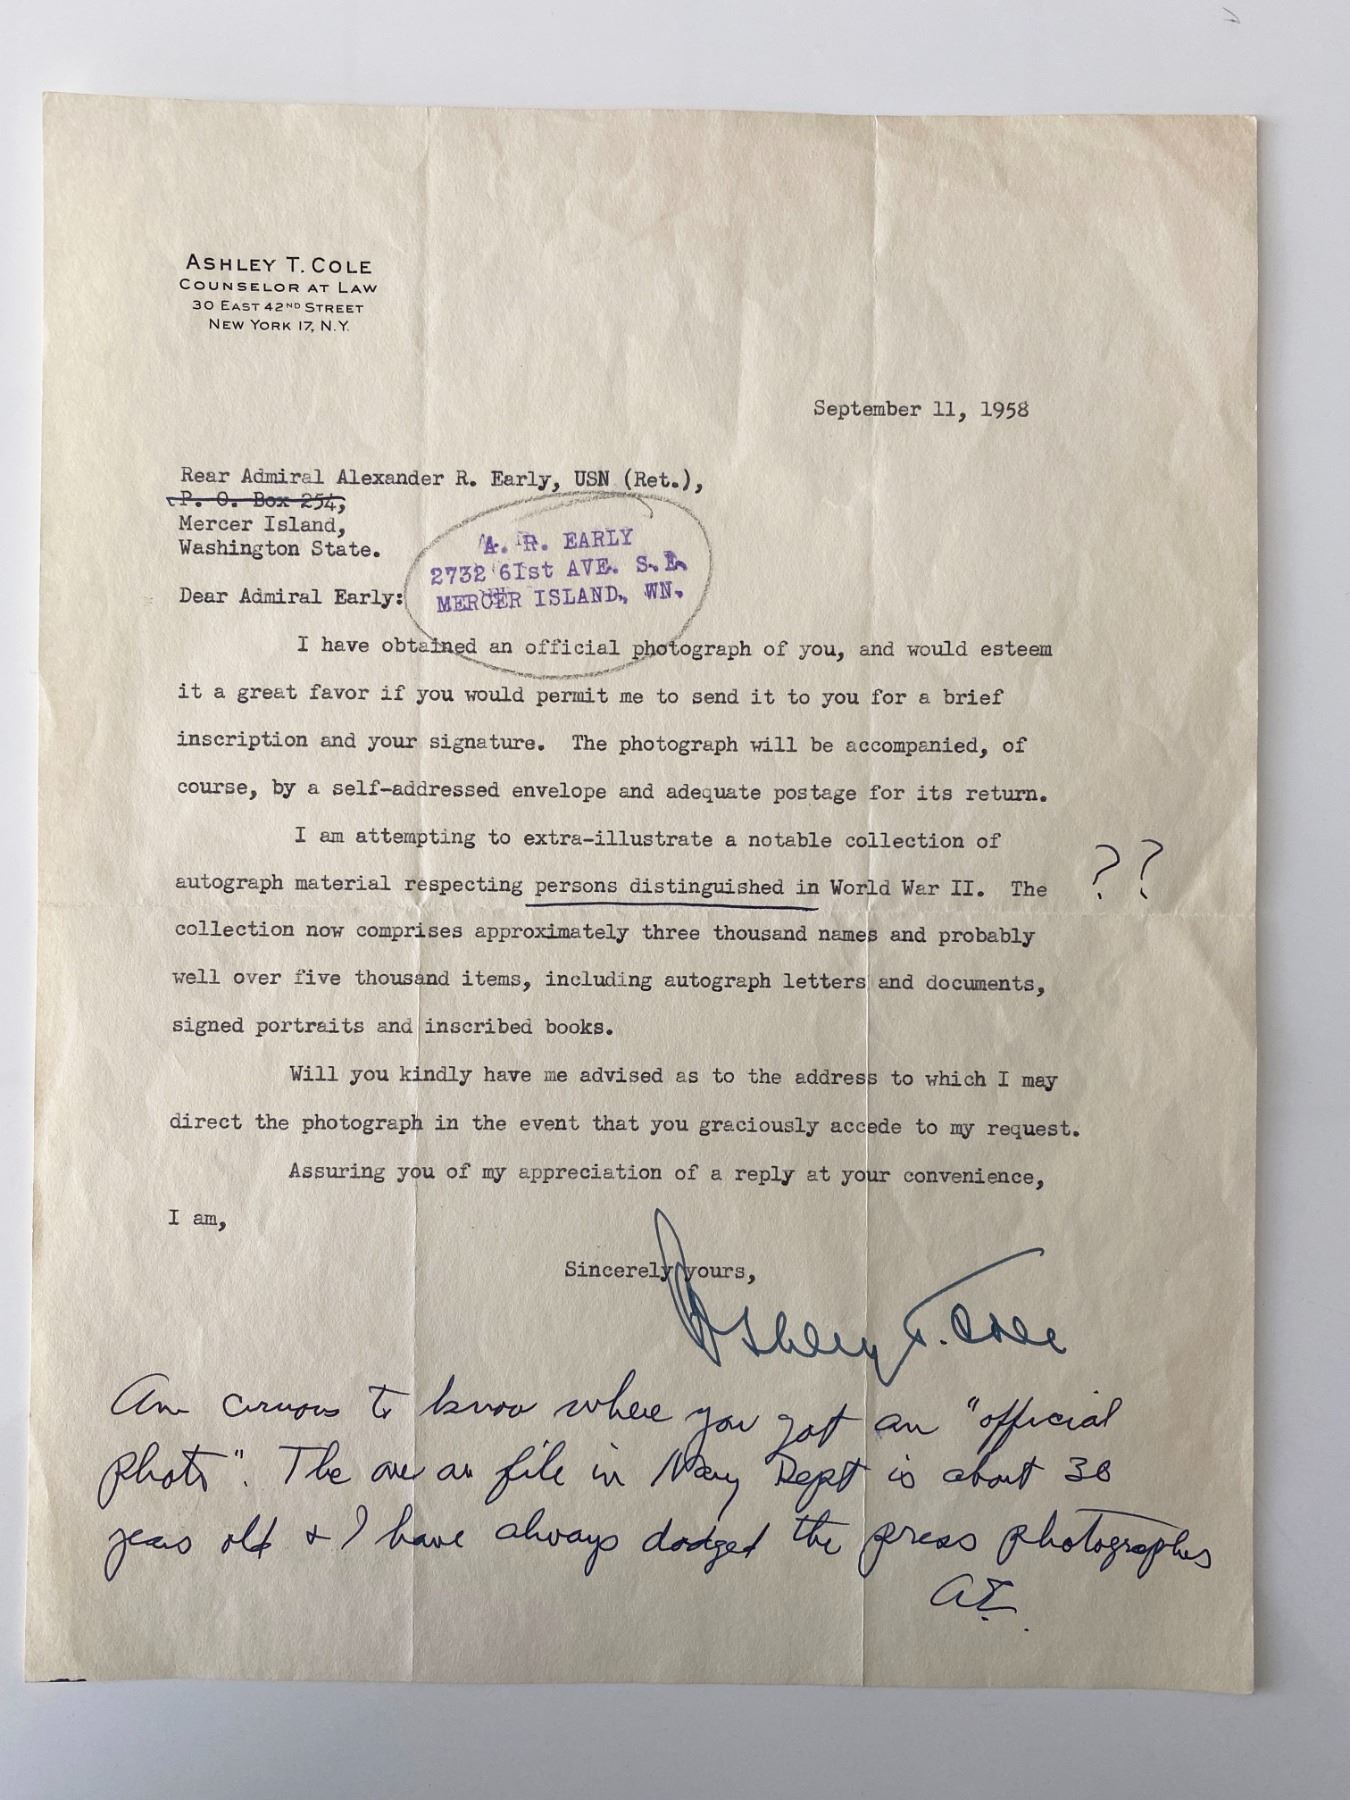 ASHLEY T. COLE
COUNSELOR AT LAW
30 EAST 42ND STREET
NEW YORK 17, N.Y.
September 11, 1958
Rear Admiral Alexander R. Early, USN (Ret.),
P. O. Box 254,
Mercer Island,
Washington State.
A. R. EARLY
2732 61st AVE. S.E.
MERCER ISLAND, WN.
Dear Admiral Early:
I have obtained an official photograph of you, and would esteem
it a great favor if you would permit me to send it to you for a brief
inscription and your signature. The photograph will be accompanied, of
course, by a self-addressed envelope and adequate postage for its return.
I am attempting to extra-illustrate a notable collection of
autograph material respecting persons distinguished in World War II. The ??
collection now comprises approximately three thousand names and probably
well over five thousand items, including autograph letters and documents,
signed portraits and inscribed books.
Will you kindly have me advised as to the address to which I may
direct the photograph in the event that you graciously accede to my request.
Assuring you of my appreciation of a reply at your convenience,
I am,
Sincerely yours,
Ashley T. Cole
Am curious to know where you got an "official
photo". The one on file in Navy Dept is about
years old & I have always dodged the press photographers
A.E.